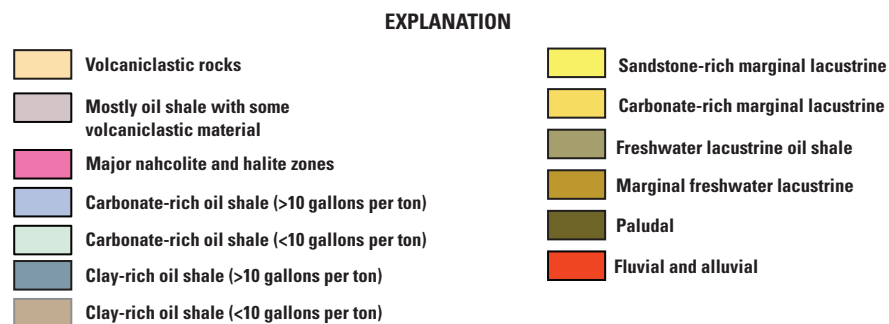 EXPLANATION
Volcaniclastic rocks
Mostly oil shale with some
volcaniclastic material
Major nahcolite and halite zones
Carbonate-rich oil shale (>10 gallons per ton)
Carbonate-rich oil shale (<10 gallons per ton)
Clay-rich oil shale (>10 gallons per ton)
Clay-rich oil shale (<10 gallons per ton)
Sandstone-rich marginal lacustrine
Carbonate-rich marginal lacustrine
Freshwater lacustrine oil shale
Marginal freshwater lacustrine
Paludal
Fluvial and alluvial